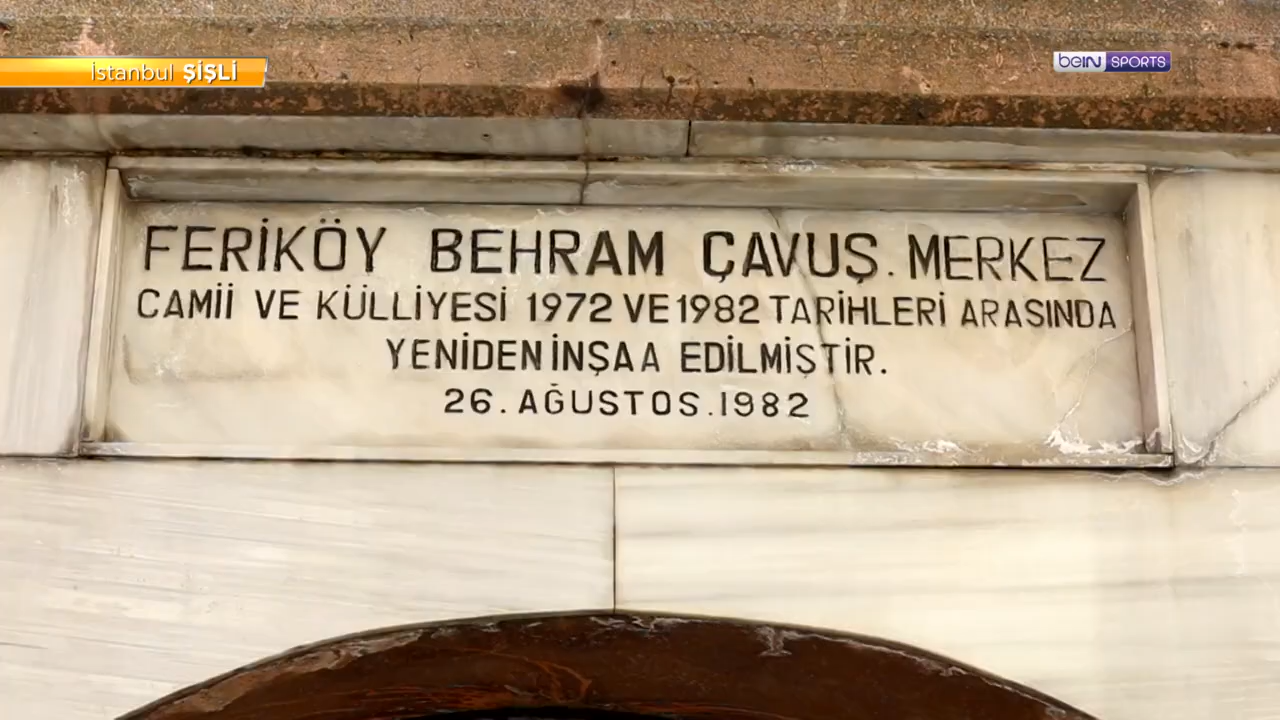 İstanbul ŞİŞLİ
beIN SPORTS
FERİKÖY BEHRAM ÇAVUŞ. MERKEZ
CAMİİ VE KÜLLİYESİ 1972 VE 1982 TARİHLERİ ARASINDA
YENİDEN İNŞAA EDİLMİŞTİR.
26. AĞUSTOS. 1982